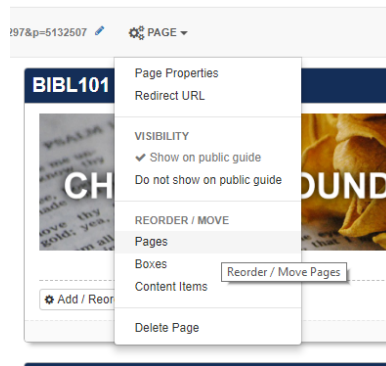 297&p=5132507 PAGE
Page Properties
BIBL101
Redirect URL
VISIBILITY
✔ Show on public guide
Do not show on public guide
CH OUND
REORDER / MOVE
Pages
Boxes
Reorder / Move Pages
Content Items
Add / Reor
Delete Page